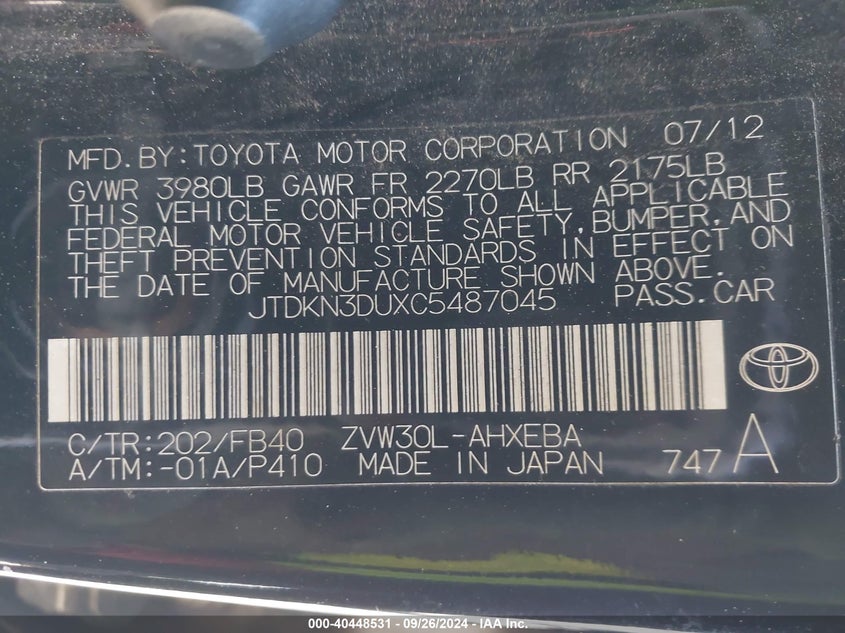 MFD. BY: TOYOTA MOTOR CORPORATION 07/12
GVWR 3980LB GAWR FR 2270LB RR 2175LB
THIS VEHICLE CONFORMS TO ALL APPLICABLE
FEDERAL MOTOR VEHICLE SAFETY, BUMPER, AND
THEFT PREVENTION STANDARDS IN EFFECT ON
THE DATE OF MANUFACTURE SHOWN ABOVE.
JTDKN3DUXC5487045 PASS. CAR
C/TR: 202/FB40 ZVW30L-AHXEBA
A/TM: -01A/P410 MADE IN JAPAN 747 A
000-40448531 - 09/26/2024 - IAA Inc.